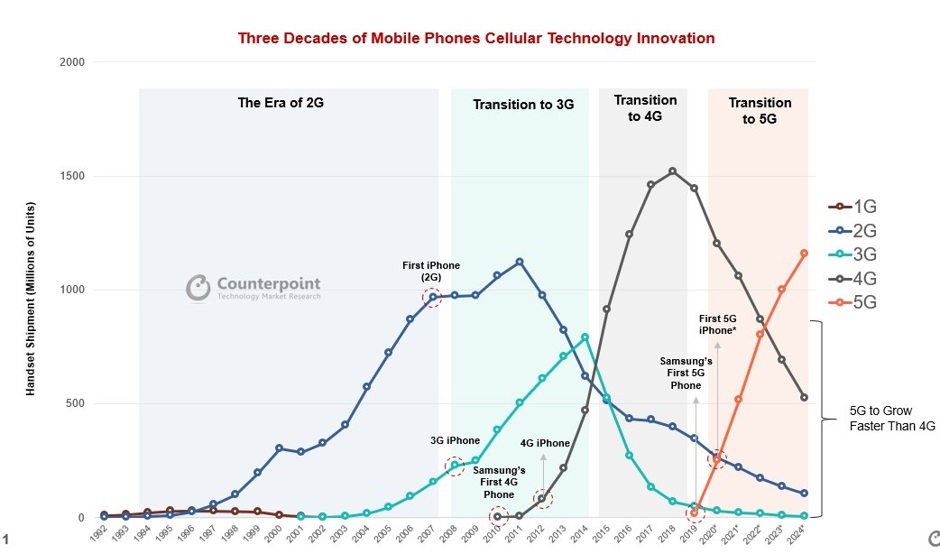 Three Decades of Mobile Phones Cellular Technology Innovation
Handset Shipment (Millions of Units)
2000
1500
1000
500
0
The Era of 2G
Transition to 3G
Transition
to 4G
Transition
to 5G
Counterpoint
Technology Market Research
First iPhone
(2G)
3G iPhone
Samsung's
First 4G
Phone
4G iPhone
Samsung's
First 5G
Phone
First 5G
iPhone*
1G
2G
3G
4G
5G
5G to Grow
Faster Than 4G
1992
1993
1994
1995
1996
1997
1998
1999
2000
2001
2002
2003
2004
2005
2006
2007
2008
2009
2010
2011
2012
2013
2014
2015
2016
2017
2018
2019
2020*
2021*
2022*
2023*
2024*
1